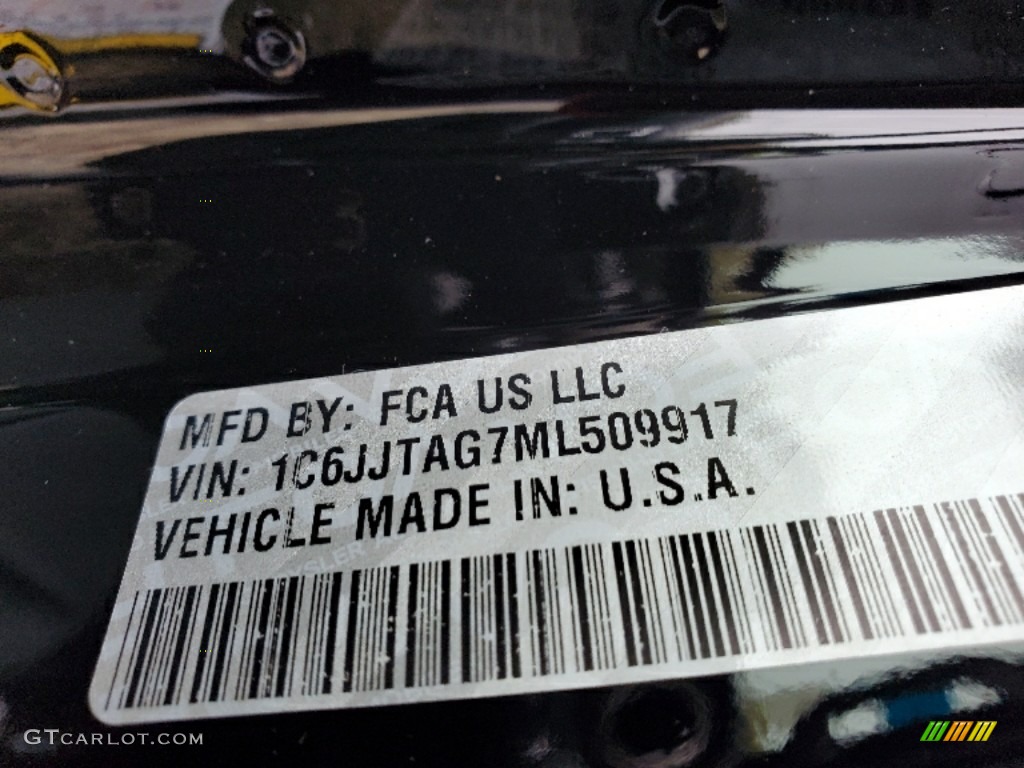 MFD BY: FCA US LLC
VIN: 1C6JJTAG7ML509917
VEHICLE MADE IN: U.S.A.
GTCARLOT.COM